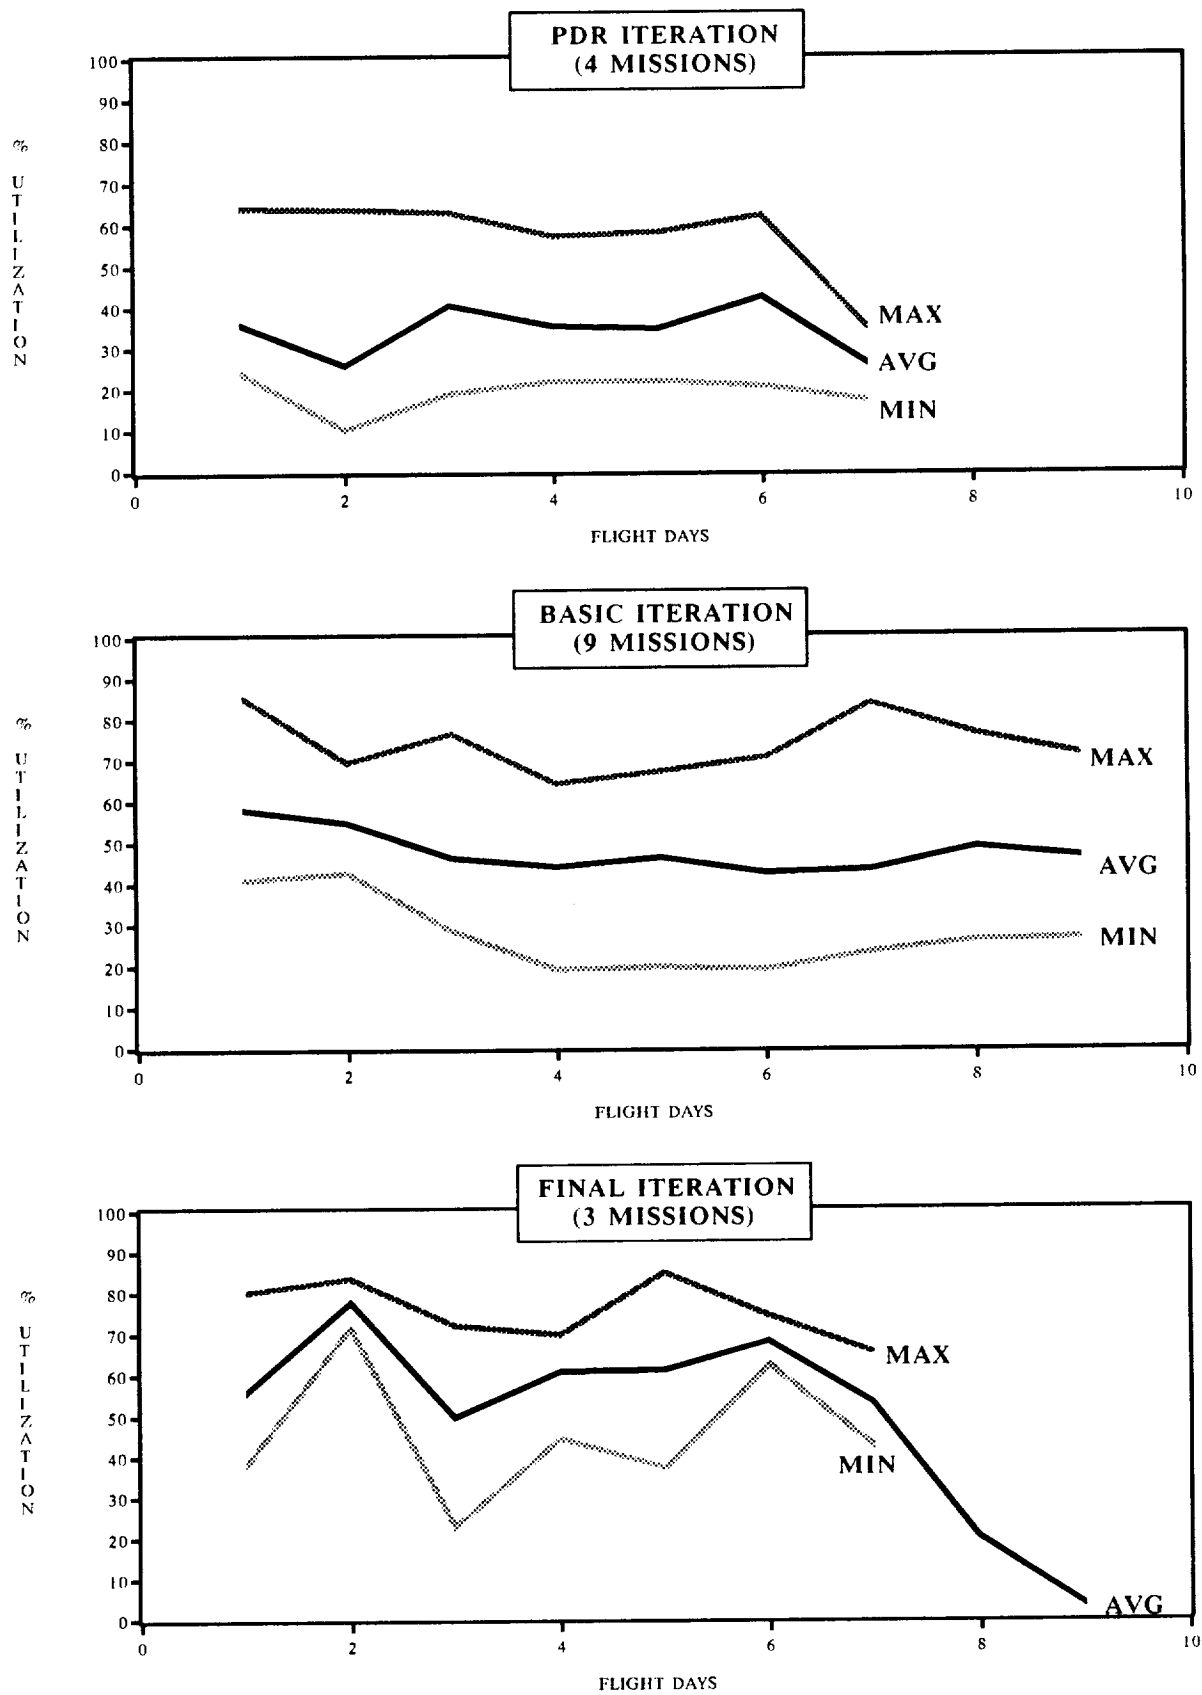 PDR ITERATION
(4 MISSIONS)
100
90
80
70
60
50
40
30
20
10
0
% UTILIZATION
MAX
AVG
MIN
0 2 4 6 8 10
FLIGHT DAYS
BASIC ITERATION
(9 MISSIONS)
100
90
80
70
60
50
40
30
20
10
0
% UTILIZATION
MAX
AVG
MIN
0 2 4 6 8 10
FLIGHT DAYS
FINAL ITERATION
(3 MISSIONS)
100
90
80
70
60
50
40
30
20
10
0
% UTILIZATION
MAX
MIN
AVG
0 2 4 6 8 10
FLIGHT DAYS